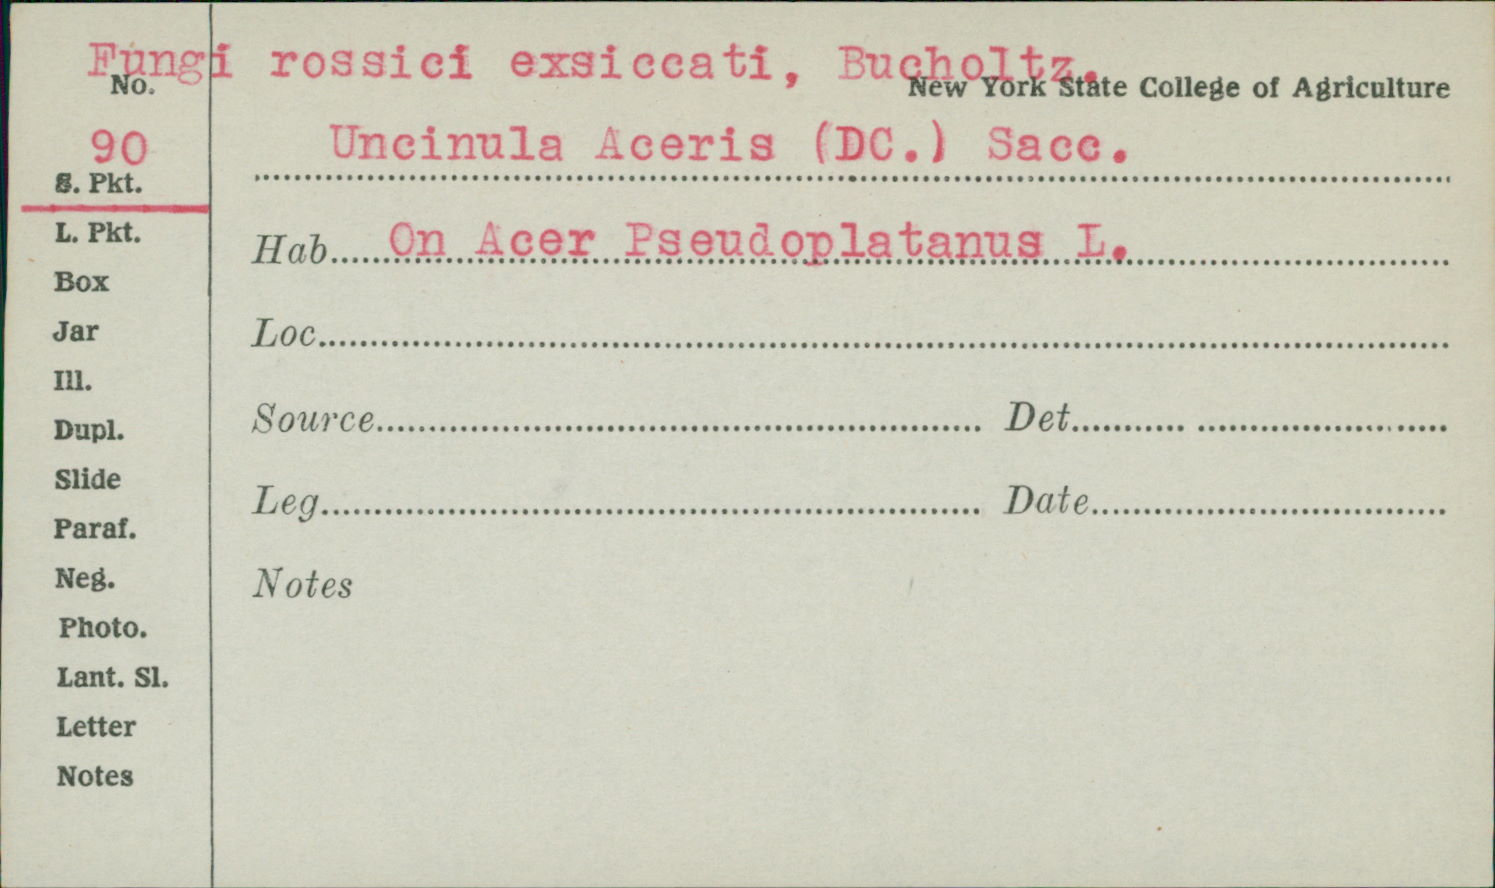 Fungi rossici exsiccati, Bucholtz.
No.
New York State College of Agriculture
90
Uncinula Aceris (DC.) Sacc.
S. Pkt.
L. Pkt.
Hab. On Acer Pseudoplatanus L.
Box
Jar
Loc.
Ill.
Dupl.
Source Det.
Slide
Leg. Date
Paraf.
Neg.
Notes
Photo.
Lant. Sl.
Letter
Notes